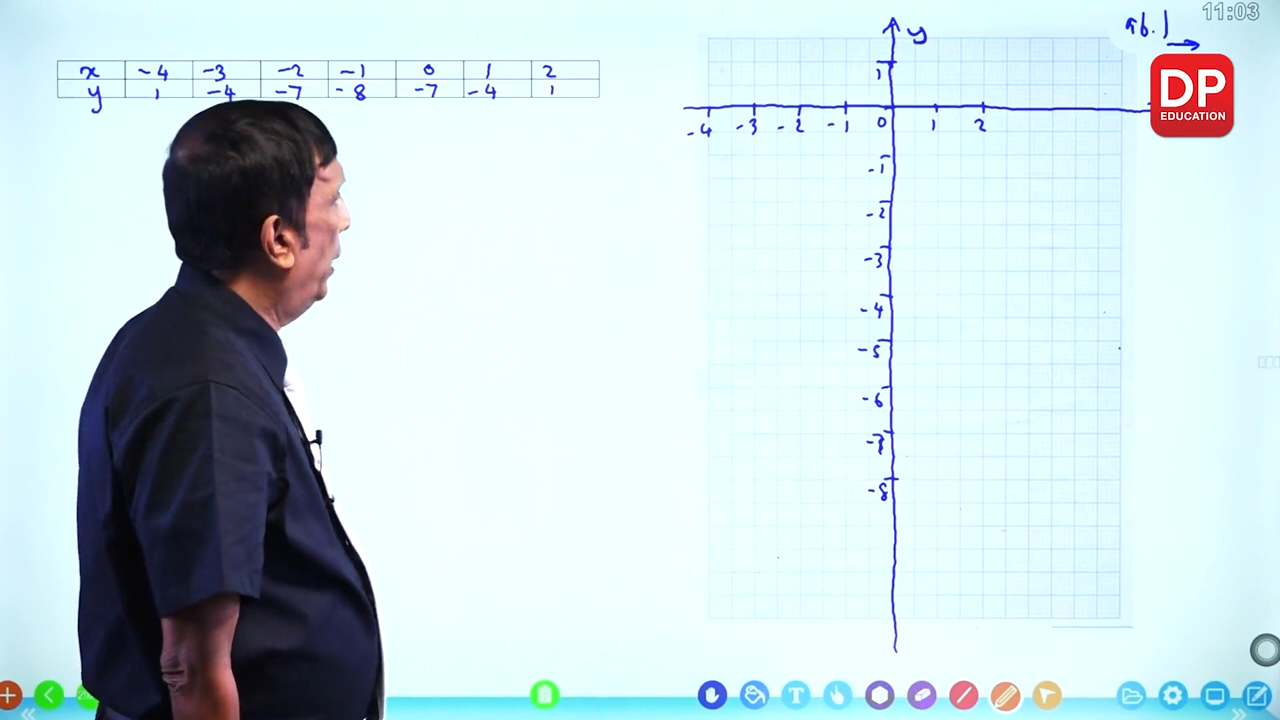 11:03
y
DP
EDUCATION
x -4 -3 -2 -1 0 1 2
y 1 -4 -7 -8 -7 -4 1
1
-4 -3 -2 -1 0 1 2
-1
-2
-3
-4
-5
-6
-7
-8
T